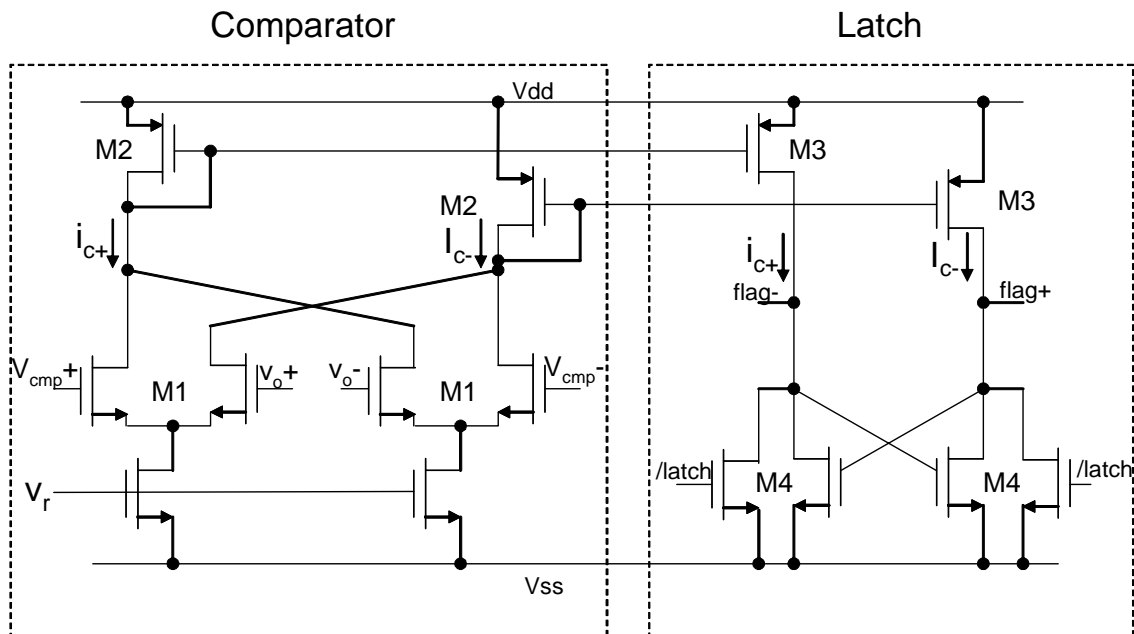 Comparator
Latch
Vdd
M2
M3
M2
M3
ic+
Ic-
ic+
Ic-
flag-
flag+
Vcmp+
M1
vo+
vo-
M1
Vcmp-
/latch
M4
M4
/latch
vr
Vss